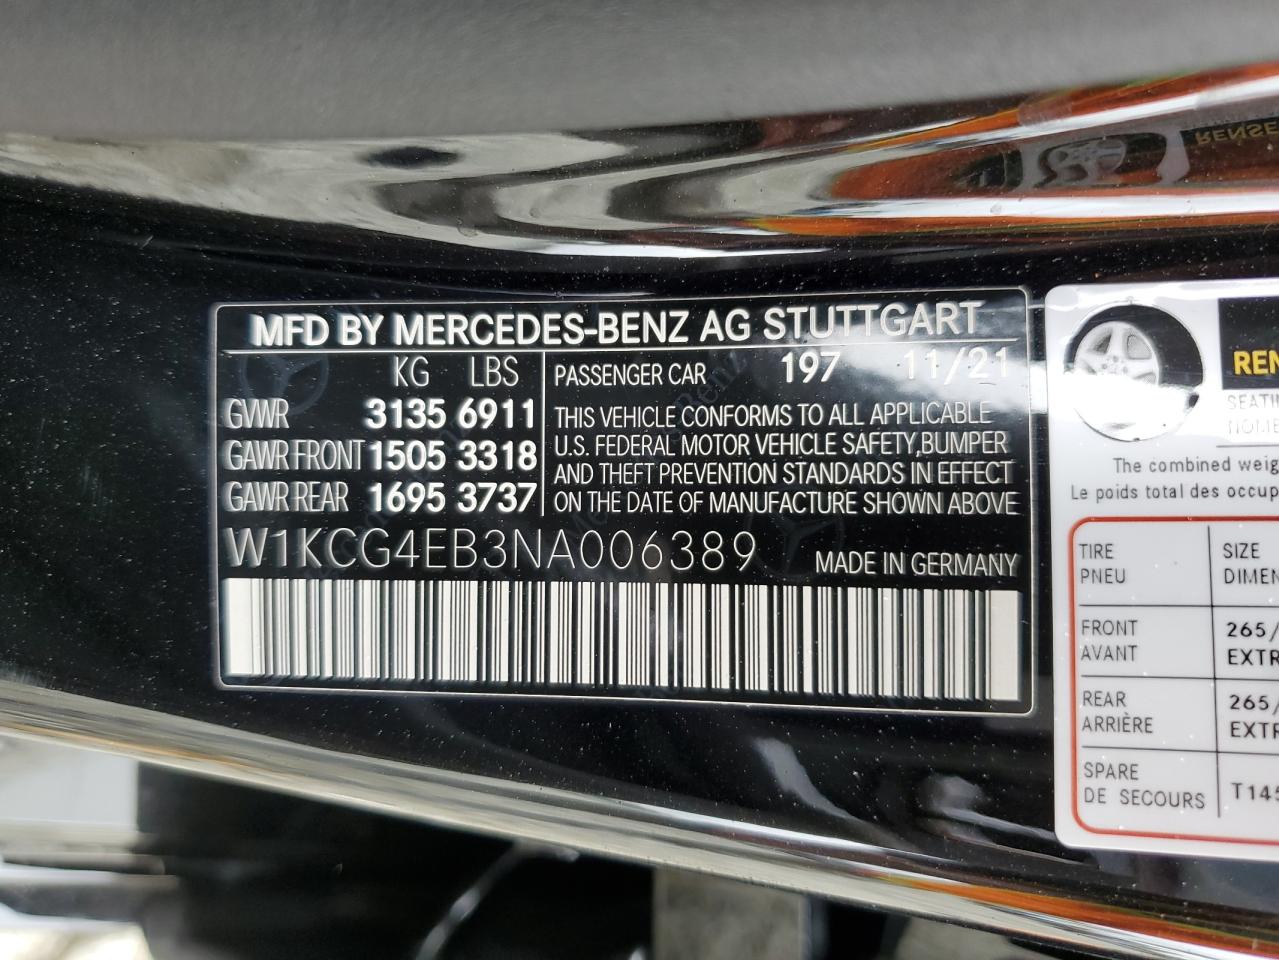 MFD BY MERCEDES-BENZ AG STUTTGART
KG LBS
GVWR 3135 6911
GAWR FRONT 1505 3318
GAWR REAR 1695 3737
PASSENGER CAR 197 11/21
THIS VEHICLE CONFORMS TO ALL APPLICABLE
U.S. FEDERAL MOTOR VEHICLE SAFETY, BUMPER
AND THEFT PREVENTION STANDARDS IN EFFECT
ON THE DATE OF MANUFACTURE SHOWN ABOVE
W1KCG4EB3NA006389 MADE IN GERMANY
The combined
Le poids total des
TIRE SIZE
PNEU
FRONT 265/
AVANT
REAR 265/
ARRIÈRE
SPARE
DE SECOURS T145